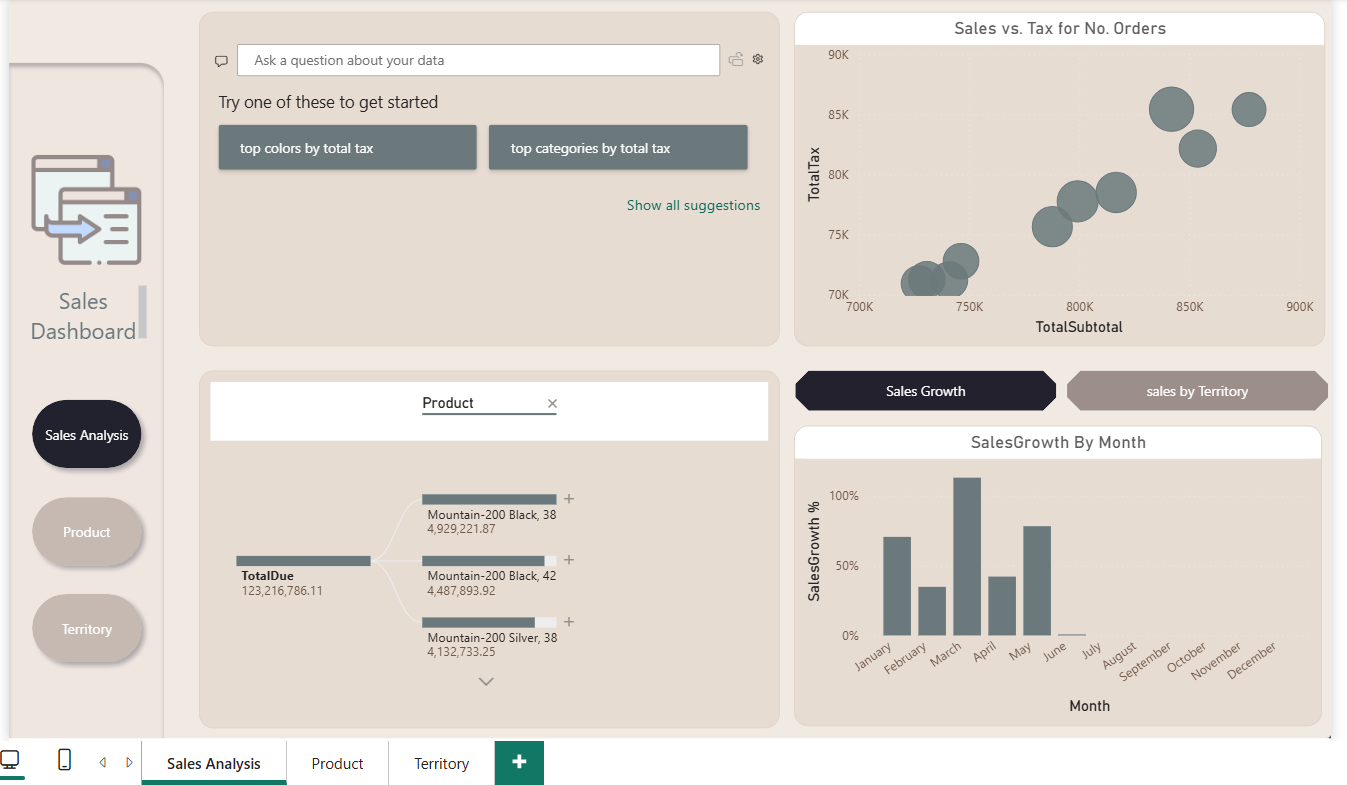 Sales
Dashboard
Sales Analysis
Product
Territory
Ask a question about your data
Try one of these to get started
top colors by total tax
top categories by total tax
Show all suggestions
Sales vs. Tax for No. Orders
TotalTax
90K
85K
80K
75K
70K
700K
750K
800K
850K
900K
TotalSubtotal
Product
TotalDue
123,216,786.11
Mountain-200 Black, 38
4,929,221.87
Mountain-200 Black, 42
4,487,893.92
Mountain-200 Silver, 38
4,132,733.25
Sales Growth
sales by Territory
SalesGrowth By Month
SalesGrowth %
100%
50%
0%
January
February
March
April
May
June
July
August
September
October
November
December
Month
Sales Analysis
Product
Territory